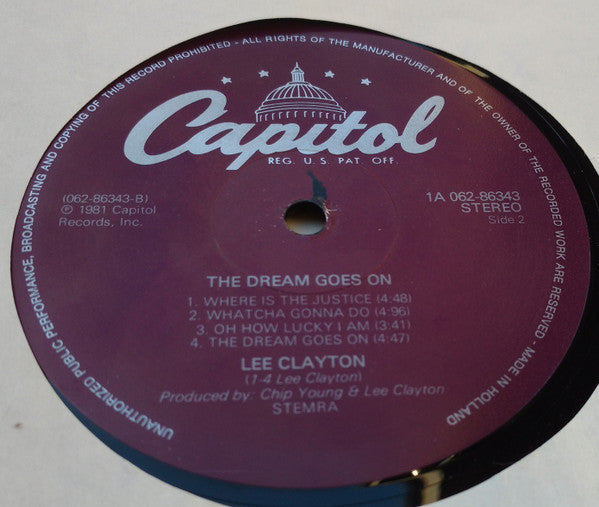 UNAUTHORIZED PUBLIC PERFORMANCE, BROADCASTING AND COPYING OF THIS RECORD PROHIBITED - ALL RIGHTS OF THE MANUFACTURER AND OF THE OWNER OF THE RECORDED WORK ARE RESERVED - MADE IN HOLLAND
Capitol
REG. U.S. PAT. OFF.
(062-86343-B)
℗ 1981 Capitol
Records, Inc.
1A 062-86343
STEREO
Side 2
THE DREAM GOES ON
1. WHERE IS THE JUSTICE (4:48)
2. WHATCHA GONNA DO (4:96)
3. OH HOW LUCKY I AM (3:41)
4. THE DREAM GOES ON (4:47)
LEE CLAYTON
(1-4 Lee Clayton)
Produced by: Chip Young & Lee Clayton
STEMRA